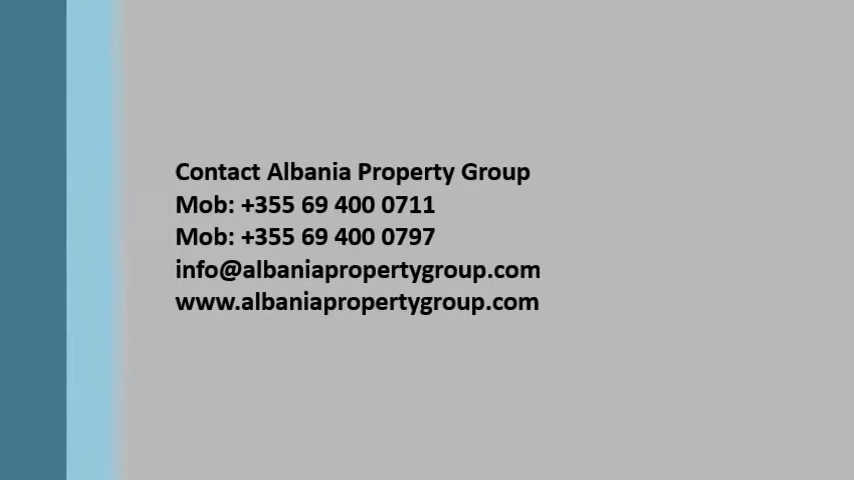 Contact Albania Property Group
Mob: +355 69 400 0711
Mob: +355 69 400 0797
info@albaniapropertygroup.com
www.albaniapropertygroup.com